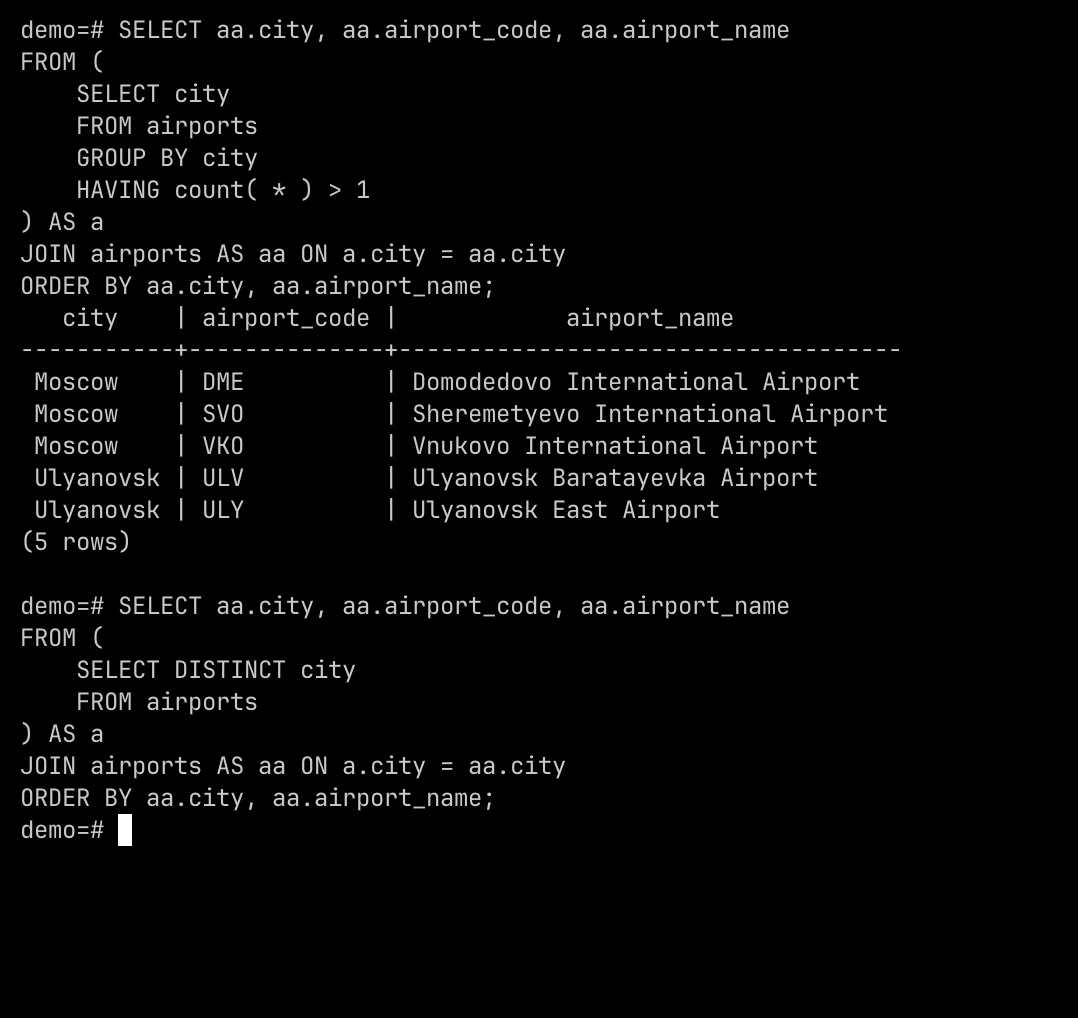 demo=# SELECT aa.city, aa.airport_code, aa.airport_name
FROM (
    SELECT city
    FROM airports
    GROUP BY city
    HAVING count( * ) > 1
) AS a
JOIN airports AS aa ON a.city = aa.city
ORDER BY aa.city, aa.airport_name;
   city    | airport_code |            airport_name
-----------+--------------+------------------------------------
 Moscow    | DME          | Domodedovo International Airport
 Moscow    | SVO          | Sheremetyevo International Airport
 Moscow    | VKO          | Vnukovo International Airport
 Ulyanovsk | ULV          | Ulyanovsk Baratayevka Airport
 Ulyanovsk | ULY          | Ulyanovsk East Airport
(5 rows)

demo=# SELECT aa.city, aa.airport_code, aa.airport_name
FROM (
    SELECT DISTINCT city
    FROM airports
) AS a
JOIN airports AS aa ON a.city = aa.city
ORDER BY aa.city, aa.airport_name;
demo=#